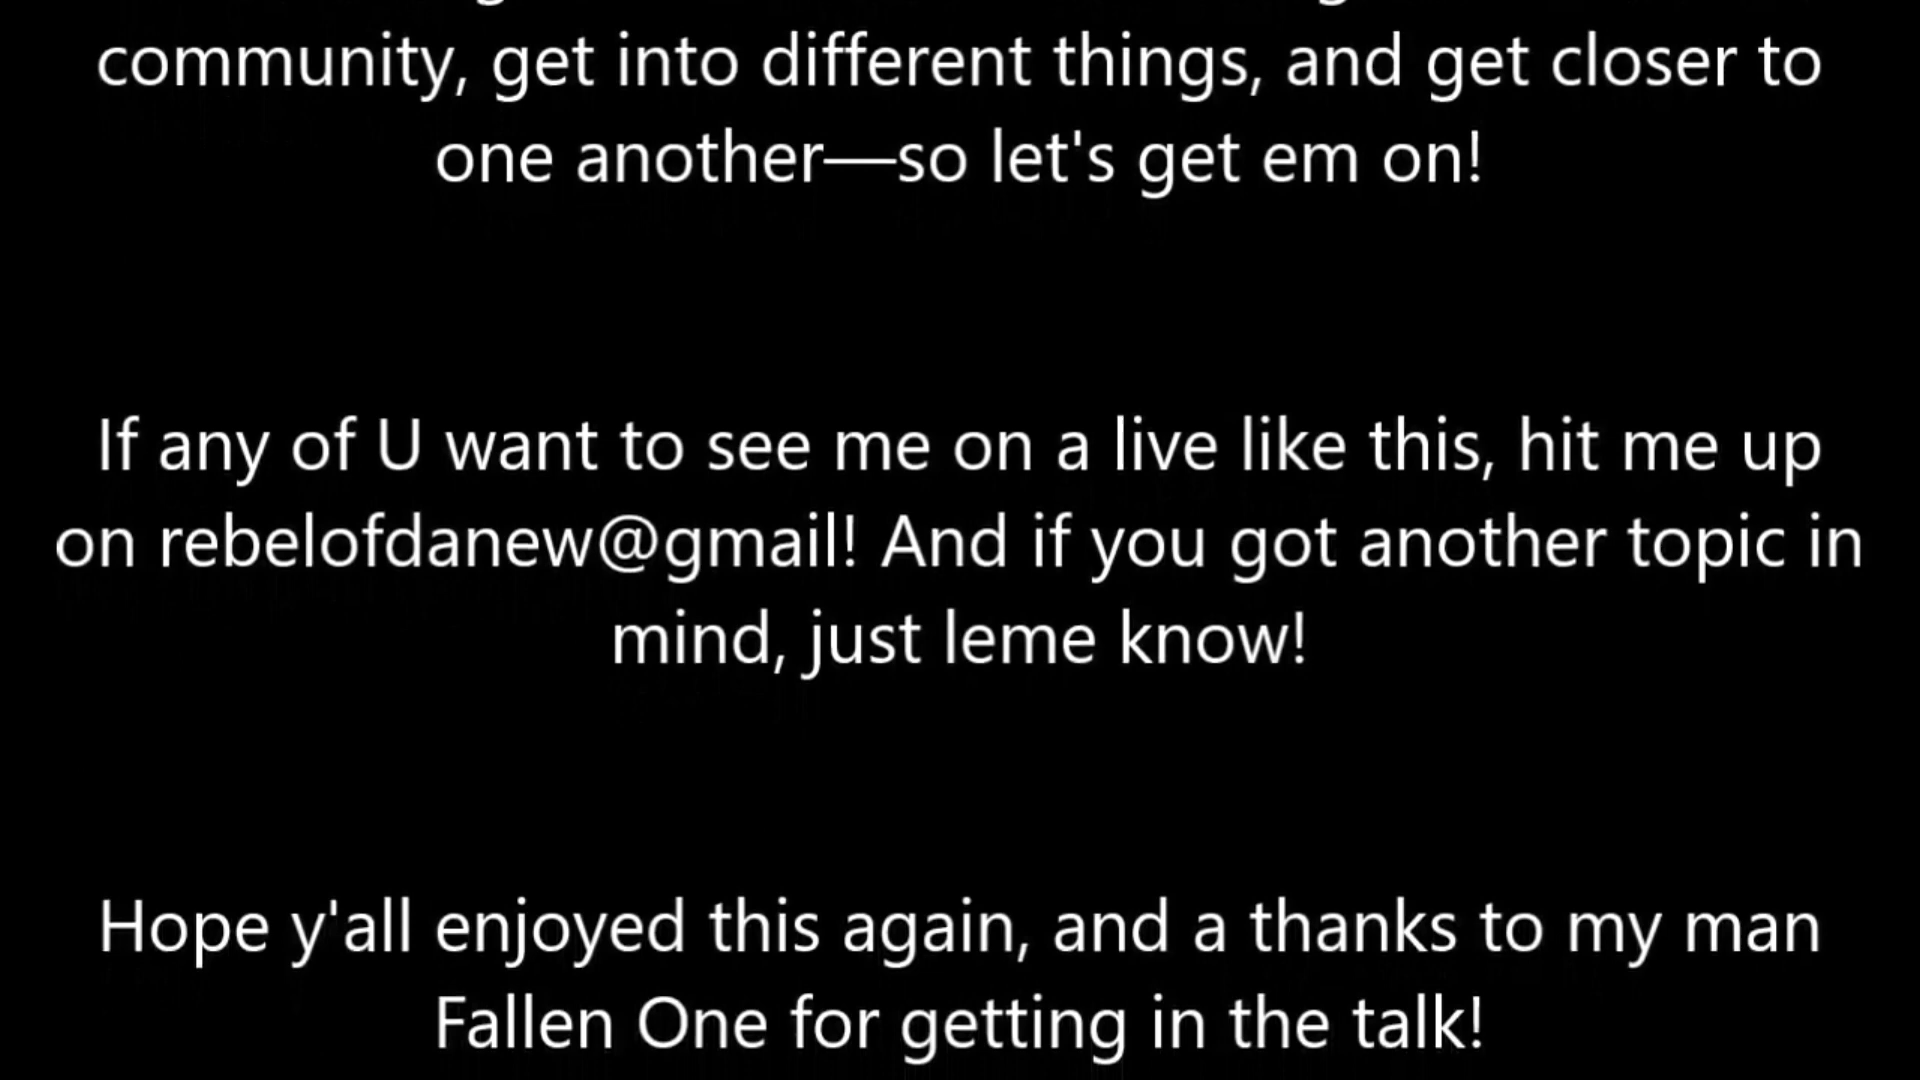 community, get into different things, and get closer to
one another—so let's get em on!
If any of U want to see me on a live like this, hit me up
on rebelofdanew@gmail! And if you got another topic in
mind, just leme know!
Hope y'all enjoyed this again, and a thanks to my man
Fallen One for getting in the talk!